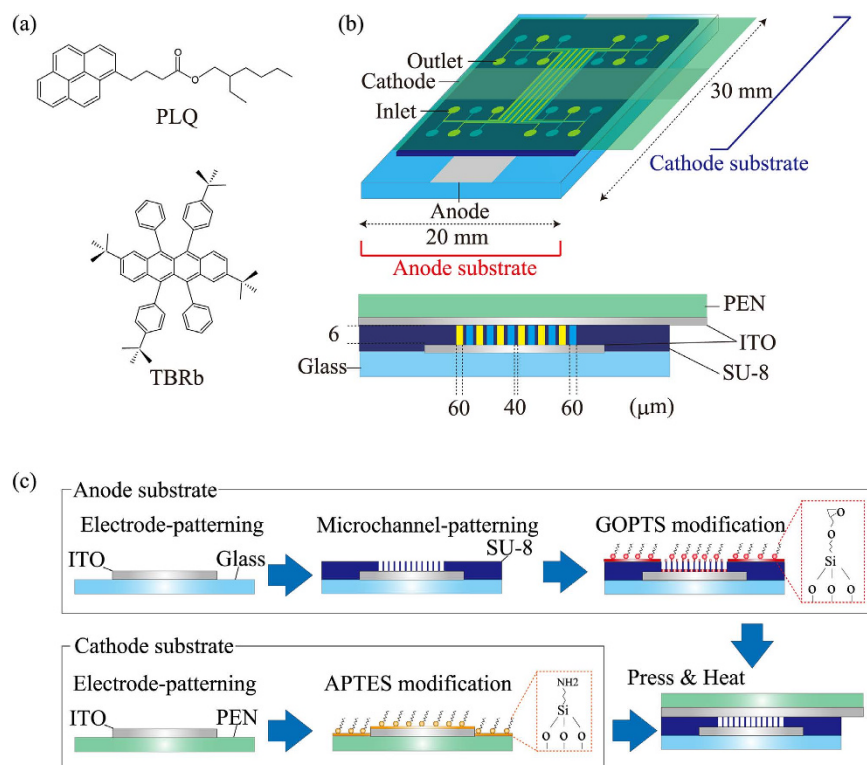 (a)
O
O
PLQ
TBRb
(b)
Outlet
Cathode
Inlet
30 mm
Cathode substrate
Anode
20 mm
Anode substrate
PEN
6
ITO
Glass
SU-8
60 40 60 (μm)
(c)
Anode substrate
Electrode-patterning
Microchannel-patterning
GOPTS modification
ITO
Glass
SU-8
O
O
Si
O O O
Cathode substrate
Electrode-patterning
APTES modification
Press & Heat
ITO
PEN
NH2
Si
O O O